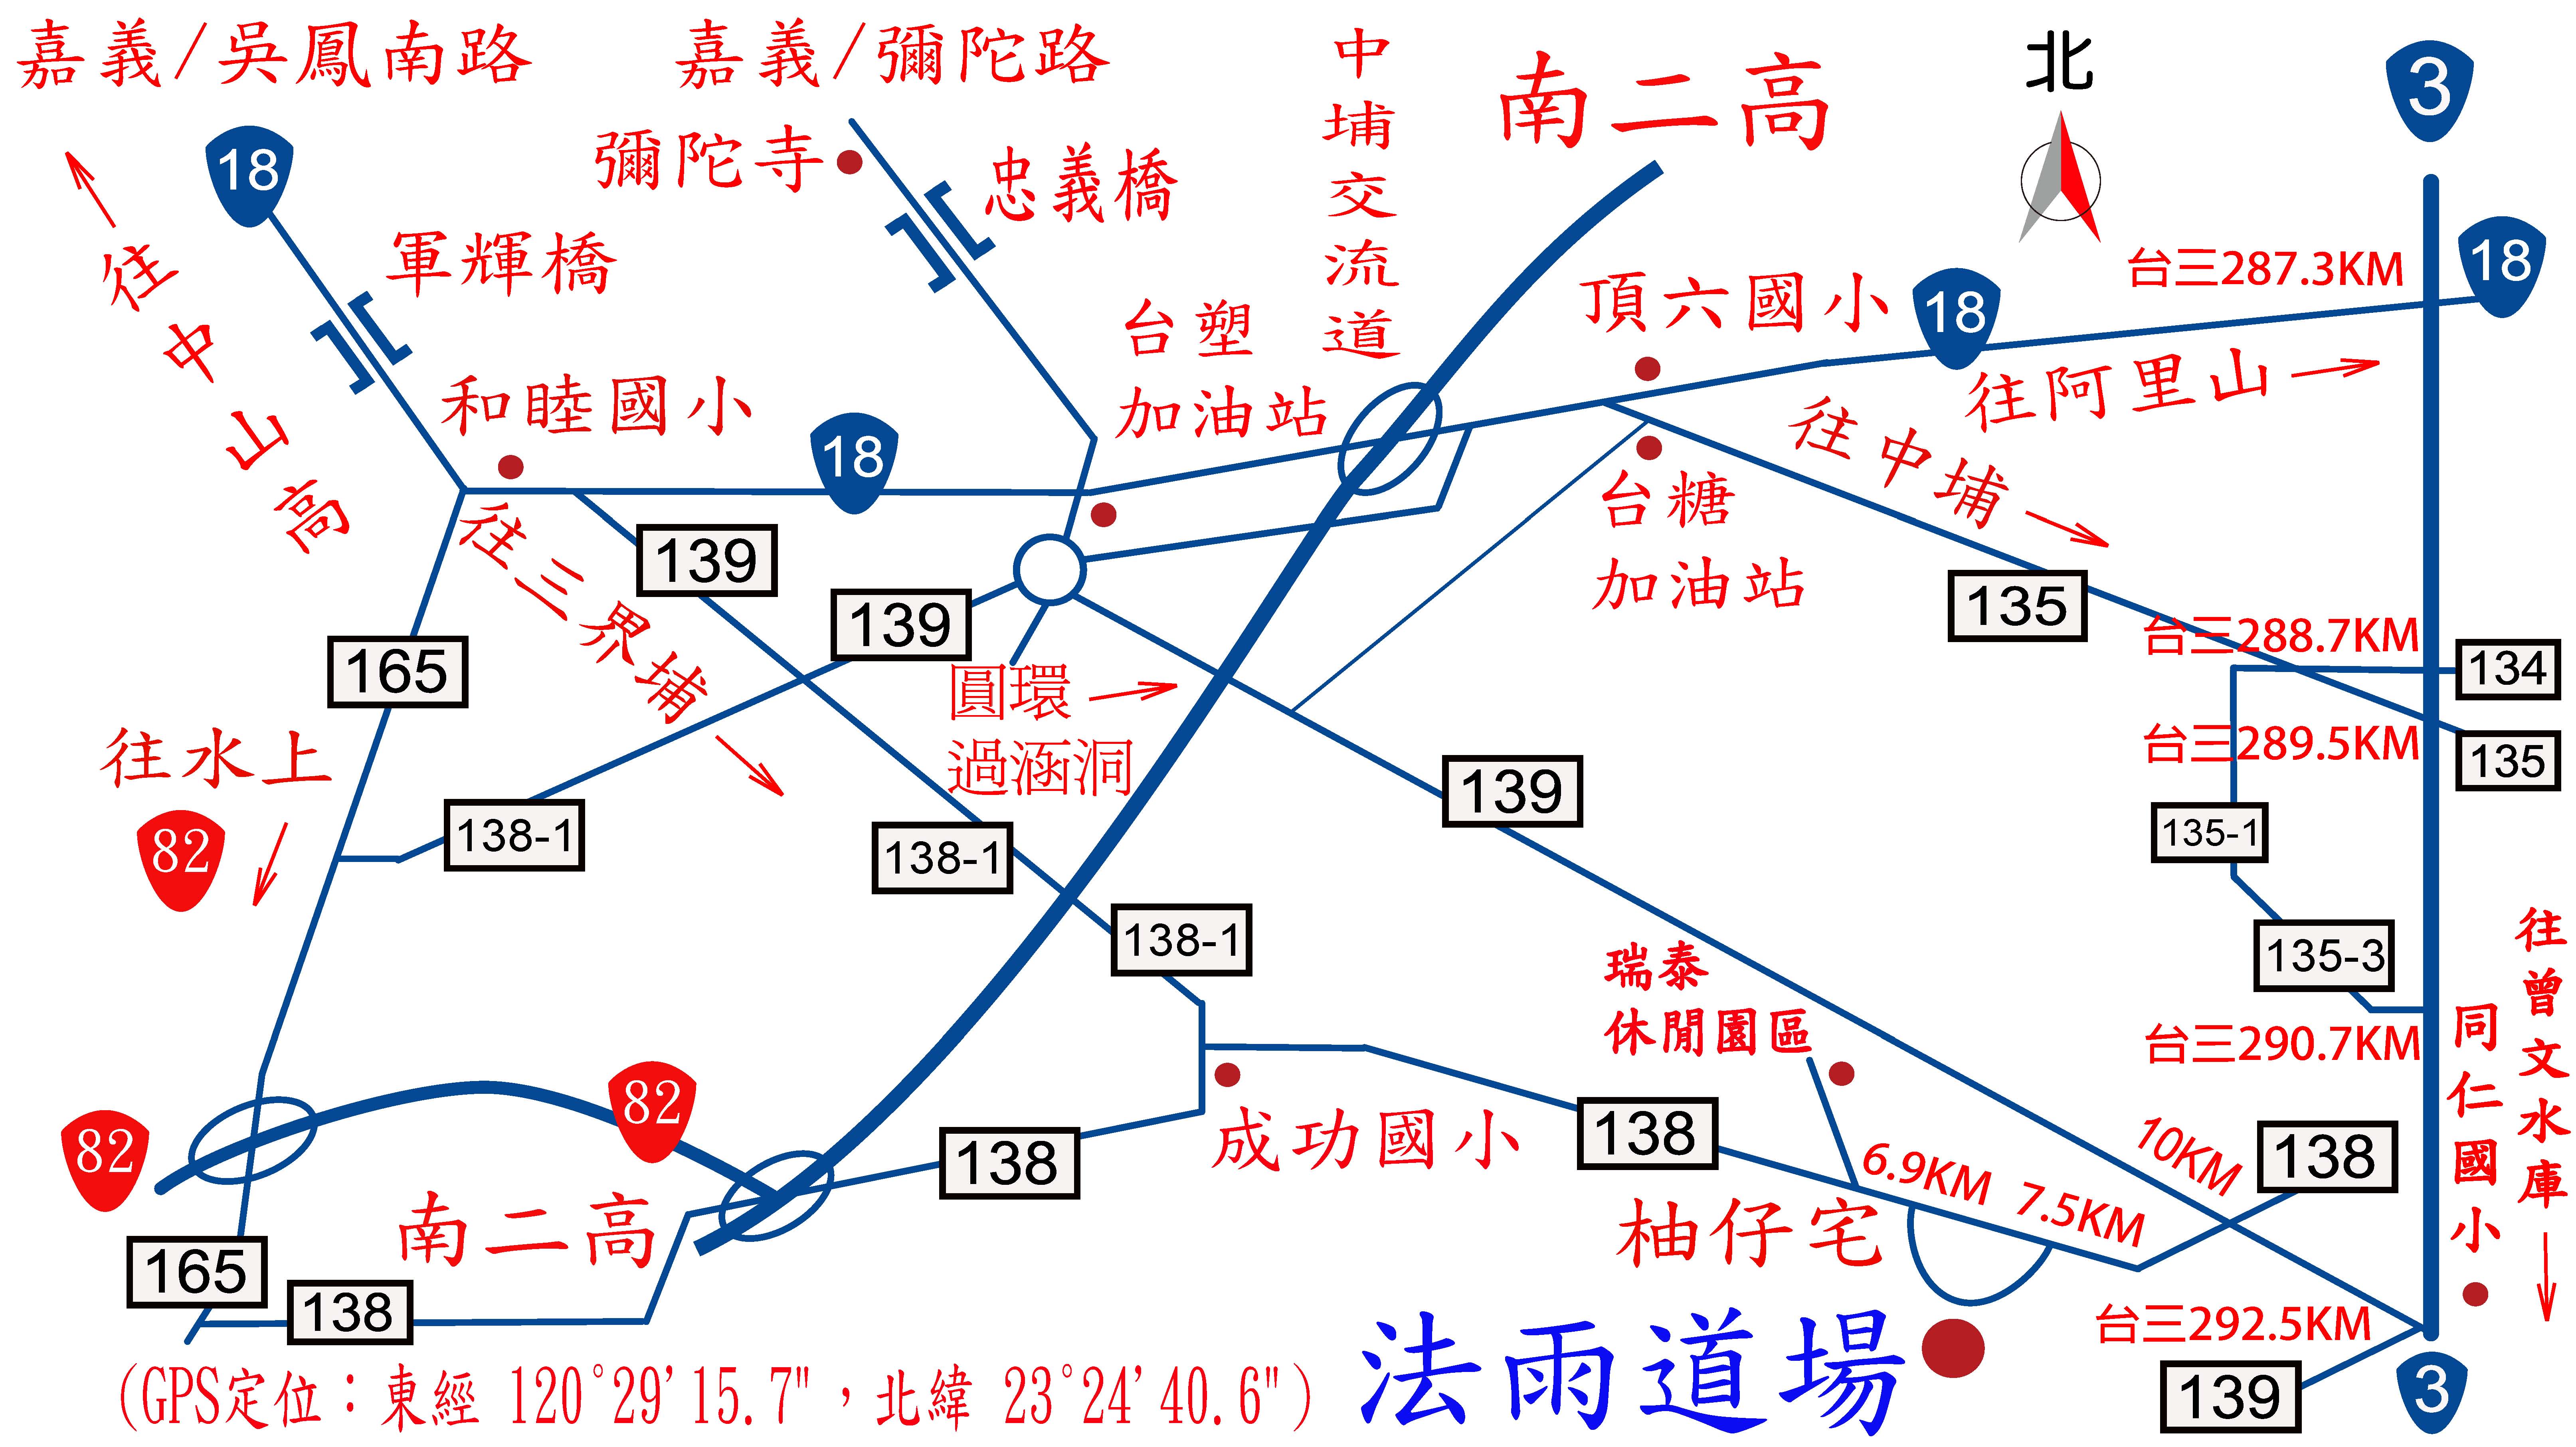 嘉義/吳鳳南路
嘉義/彌陀路
中埔交流道
南二高
北
3
18
彌陀寺
忠義橋
軍輝橋
往中山高
台三287.3KM
18
頂六國小
18
台塑
加油站
往阿里山
和睦國小
18
往中埔
台糖
加油站
往三界埔
139
139
135
165
台三288.7KM
134
圓環
過涵洞
往水上
台三289.5KM
135
139
82
138-1
138-1
135-1
138-1
135-3
往曾文水庫
瑞泰
休閒園區
同仁國小
台三290.7KM
82
82
成功國小
138
138
138
6.9KM
7.5KM
10KM
南二高
柚仔宅
165
138
台三292.5KM
法雨道場
139
3
(GPS定位：東經 120°29'15.7"，北緯 23°24'40.6")